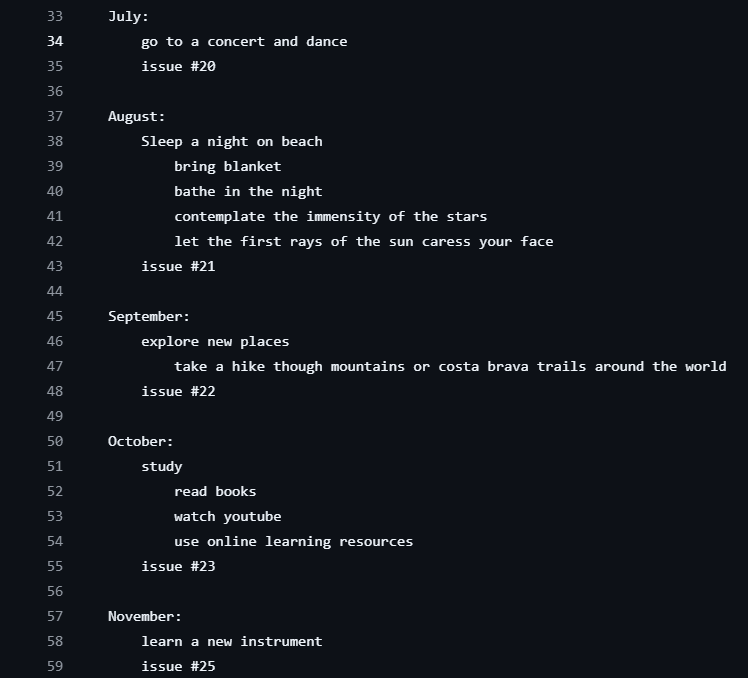 33 July:
34 go to a concert and dance
35 issue #20
36
37 August:
38 Sleep a night on beach
39 bring blanket
40 bathe in the night
41 contemplate the immensity of the stars
42 let the first rays of the sun caress your face
43 issue #21
44
45 September:
46 explore new places
47 take a hike though mountains or costa brava trails around the world
48 issue #22
49
50 October:
51 study
52 read books
53 watch youtube
54 use online learning resources
55 issue #23
56
57 November:
58 learn a new instrument
59 issue #25